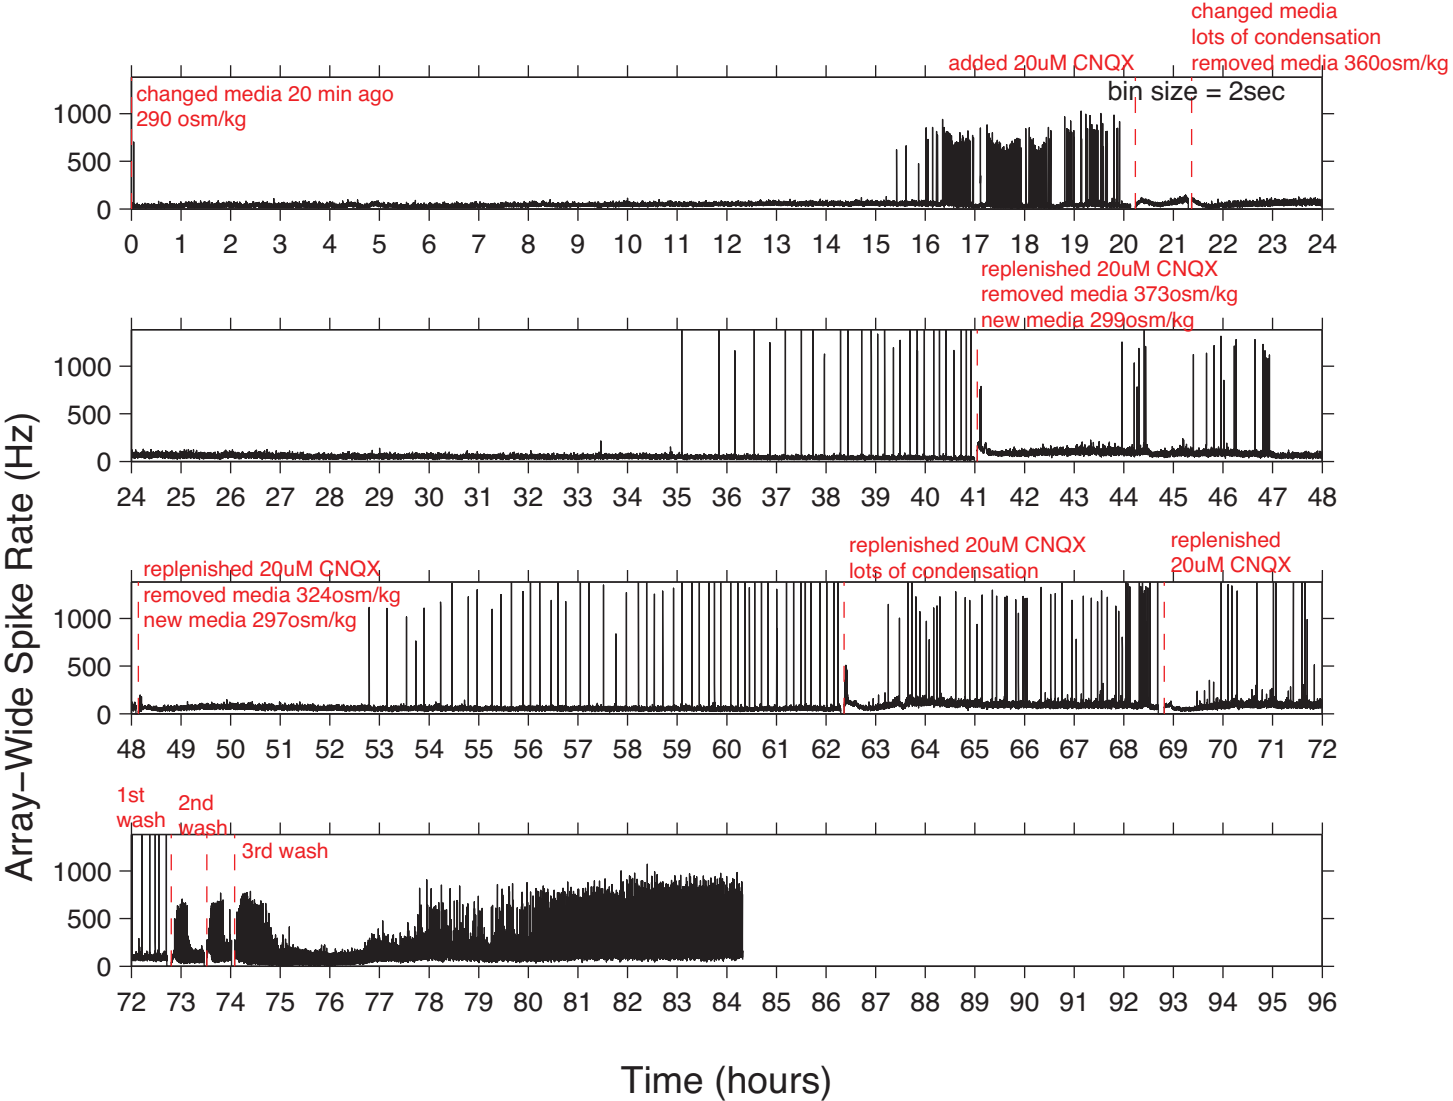 changed media
lots of condensation
added 20uM CNQX
removed media 360osm/kg
bin size = 2sec
changed media 20 min ago
290 osm/kg
1000
500
0
0 1 2 3 4 5 6 7 8 9 10 11 12 13 14 15 16 17 18 19 20 21 22 23 24
replenished 20uM CNQX
removed media 373osm/kg
new media 299osm/kg
1000
500
0
24 25 26 27 28 29 30 31 32 33 34 35 36 37 38 39 40 41 42 43 44 45 46 47 48
replenished 20uM CNQX
removed media 324osm/kg
new media 297osm/kg
replenished 20uM CNQX
lots of condensation
replenished
20uM CNQX
1000
500
0
48 49 50 51 52 53 54 55 56 57 58 59 60 61 62 63 64 65 66 67 68 69 70 71 72
1st
wash
2nd
wash
3rd wash
1000
500
0
72 73 74 75 76 77 78 79 80 81 82 83 84 85 86 87 88 89 90 91 92 93 94 95 96
Array−Wide Spike Rate (Hz)
Time (hours)